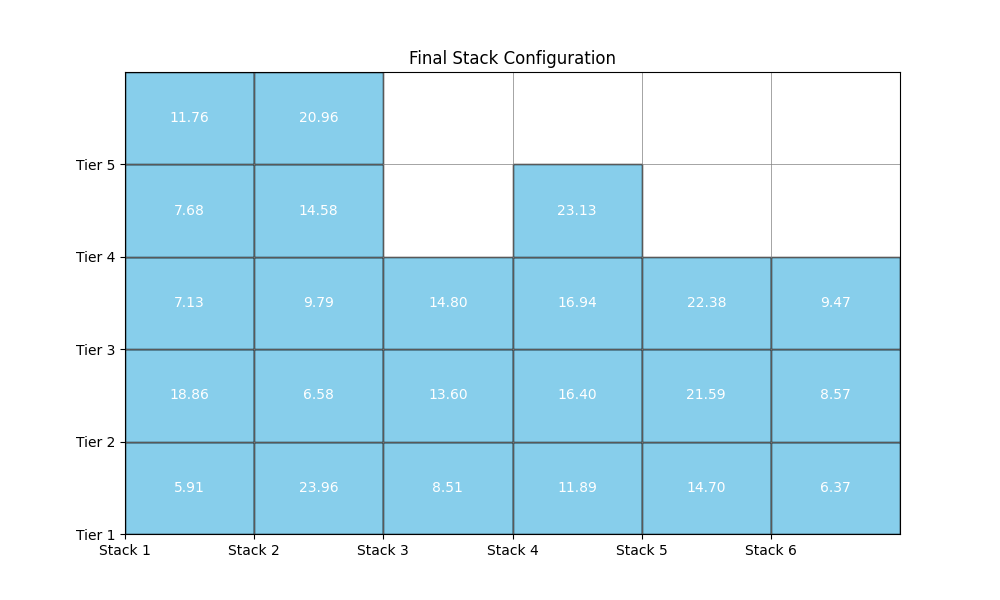 Final Stack Configuration
11.76 20.96
Tier 5
7.68 14.58 23.13
Tier 4
7.13 9.79 14.80 16.94 22.38 9.47
Tier 3
18.86 6.58 13.60 16.40 21.59 8.57
Tier 2
5.91 23.96 8.51 11.89 14.70 6.37
Tier 1
Stack 1 Stack 2 Stack 3 Stack 4 Stack 5 Stack 6